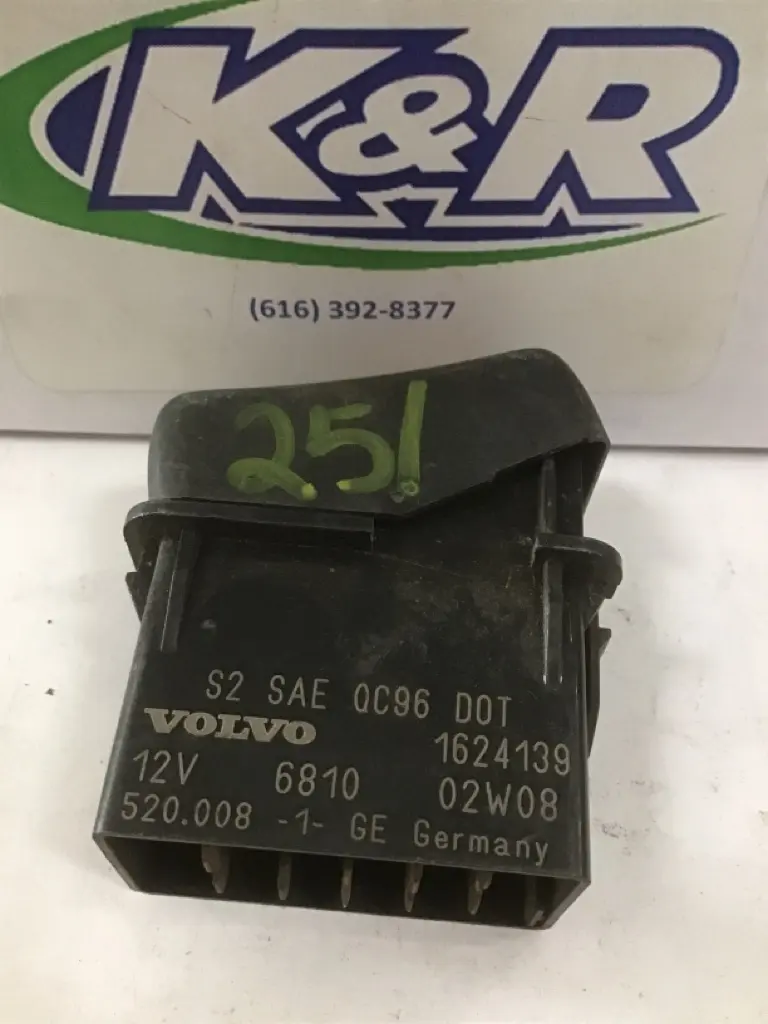 K&R
(616) 392-8377
251
S2 SAE QC96 DOT
VOLVO 1624139
12V 6810 02W08
520.008 -1- GE Germany